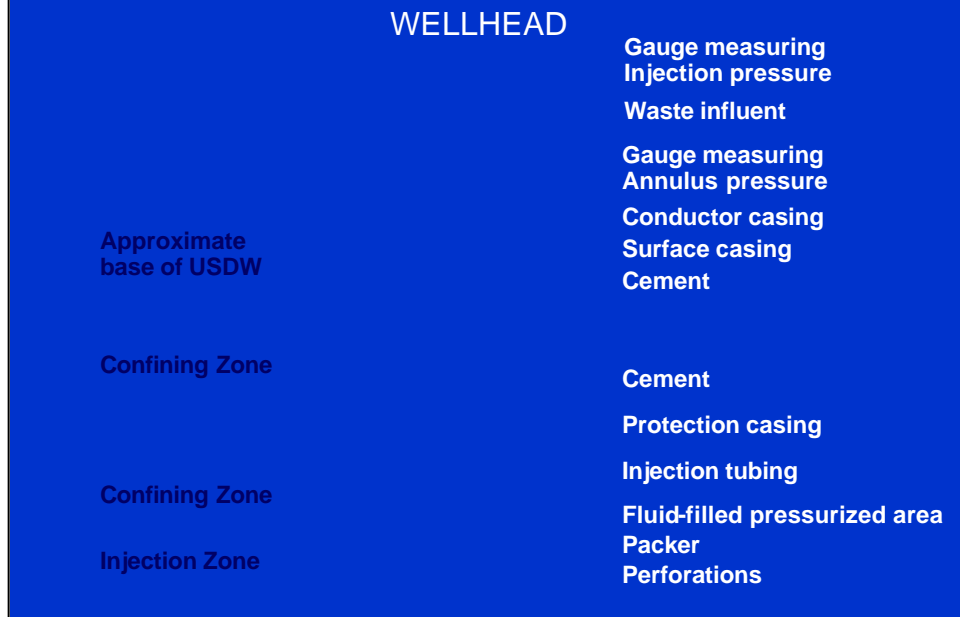 WELLHEAD
Gauge measuring
Injection pressure
Waste influent
Gauge measuring
Annulus pressure
Conductor casing
Surface casing
Cement
Approximate
base of USDW
Confining Zone
Cement
Protection casing
Injection tubing
Confining Zone
Fluid-filled pressurized area
Packer
Injection Zone
Perforations